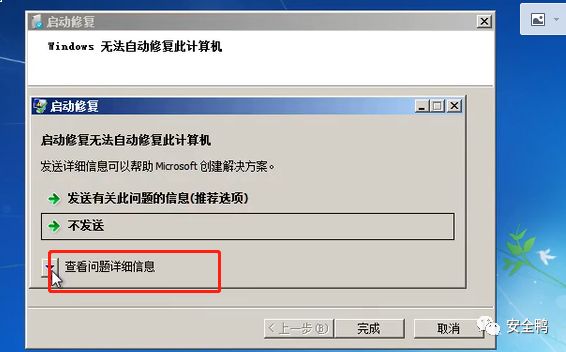 启动修复
Windows 无法自动修复此计算机
启动修复
启动修复无法自动修复此计算机
发送详细信息可以帮助 Microsoft 创建解决方案。
发送有关此问题的信息(推荐选项)
不发送
查看问题详细信息
<上一步(B)
完成
取消
安全鸭